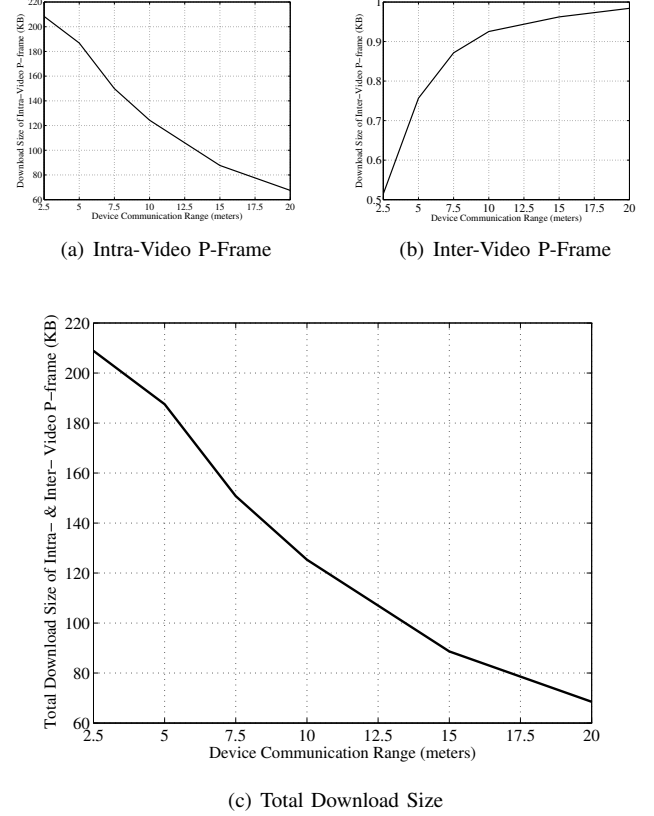 220
200
180
160
140
120
100
80
60
2.5 5 7.5 10 12.5 15 17.5 20
Device Communication Range (meters)
Download Size of Intra−Video P−frame (KB)
(a) Intra-Video P-Frame
1
0.9
0.8
0.7
0.6
0.5
2.5 5 7.5 10 12.5 15 17.5 20
Device Communication Range (meters)
Download Size of Inter−Video P−frame (KB)
(b) Inter-Video P-Frame
220
200
180
160
140
120
100
80
60
2.5 5 7.5 10 12.5 15 17.5 20
Device Communication Range (meters)
Total Download Size of Intra− & Inter− Video P−frame (KB)
(c) Total Download Size